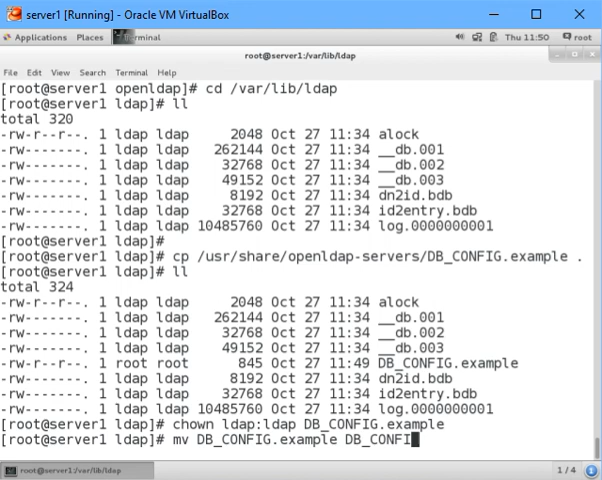 server1 [Running] - Oracle VM VirtualBox
Applications Places Terminal Thu 11:50 root
root@server1:/var/lib/ldap
File Edit View Search Terminal Help
[root@server1 openldap]# cd /var/lib/ldap
[root@server1 ldap]# ll
total 320
-rw-r--r--. 1 ldap ldap 2048 Oct 27 11:34 alock
-rw-------. 1 ldap ldap 262144 Oct 27 11:34 __db.001
-rw-------. 1 ldap ldap 32768 Oct 27 11:34 __db.002
-rw-------. 1 ldap ldap 49152 Oct 27 11:34 __db.003
-rw-------. 1 ldap ldap 8192 Oct 27 11:34 dn2id.bdb
-rw-------. 1 ldap ldap 32768 Oct 27 11:34 id2entry.bdb
-rw-------. 1 ldap ldap 10485760 Oct 27 11:34 log.0000000001
[root@server1 ldap]#
[root@server1 ldap]# cp /usr/share/openldap-servers/DB_CONFIG.example .
[root@server1 ldap]# ll
total 324
-rw-r--r--. 1 ldap ldap 2048 Oct 27 11:34 alock
-rw-------. 1 ldap ldap 262144 Oct 27 11:34 __db.001
-rw-------. 1 ldap ldap 32768 Oct 27 11:34 __db.002
-rw-------. 1 ldap ldap 49152 Oct 27 11:34 __db.003
-rw-r--r--. 1 root root 845 Oct 27 11:49 DB_CONFIG.example
-rw-------. 1 ldap ldap 8192 Oct 27 11:34 dn2id.bdb
-rw-------. 1 ldap ldap 32768 Oct 27 11:34 id2entry.bdb
-rw-------. 1 ldap ldap 10485760 Oct 27 11:34 log.0000000001
[root@server1 ldap]# chown ldap:ldap DB_CONFIG.example
[root@server1 ldap]# mv DB_CONFIG.example DB_CONFI
root@server1:/var/lib/ldap 1 / 4 1